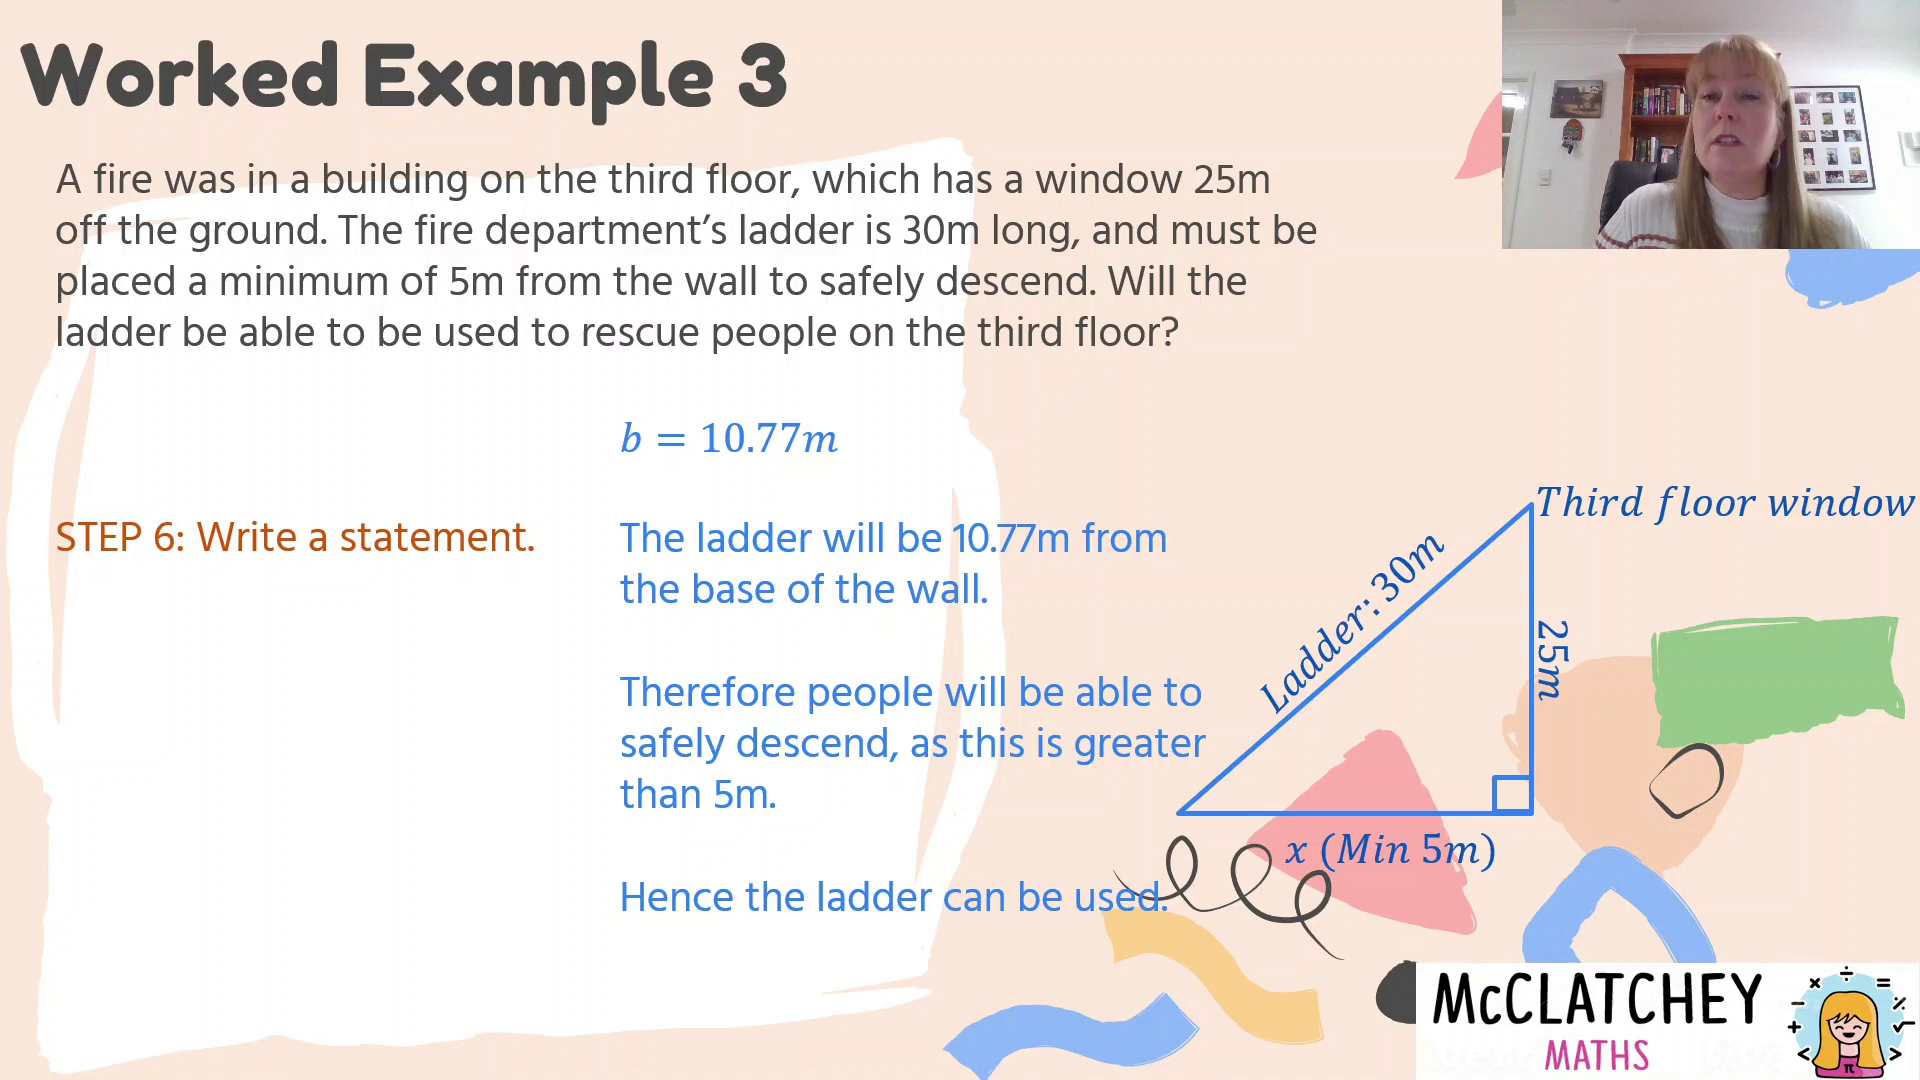 Worked Example 3
A fire was in a building on the third floor, which has a window 25m
off the ground. The fire department’s ladder is 30m long, and must be
placed a minimum of 5m from the wall to safely descend. Will the
ladder be able to be used to rescue people on the third floor?
b = 10.77m
STEP 6: Write a statement.
The ladder will be 10.77m from
the base of the wall.
Therefore people will be able to
safely descend, as this is greater
than 5m.
Hence the ladder can be used.
Third floor window
Ladder: 30m
25m
x (Min 5m)
McCLATCHEY
MATHS